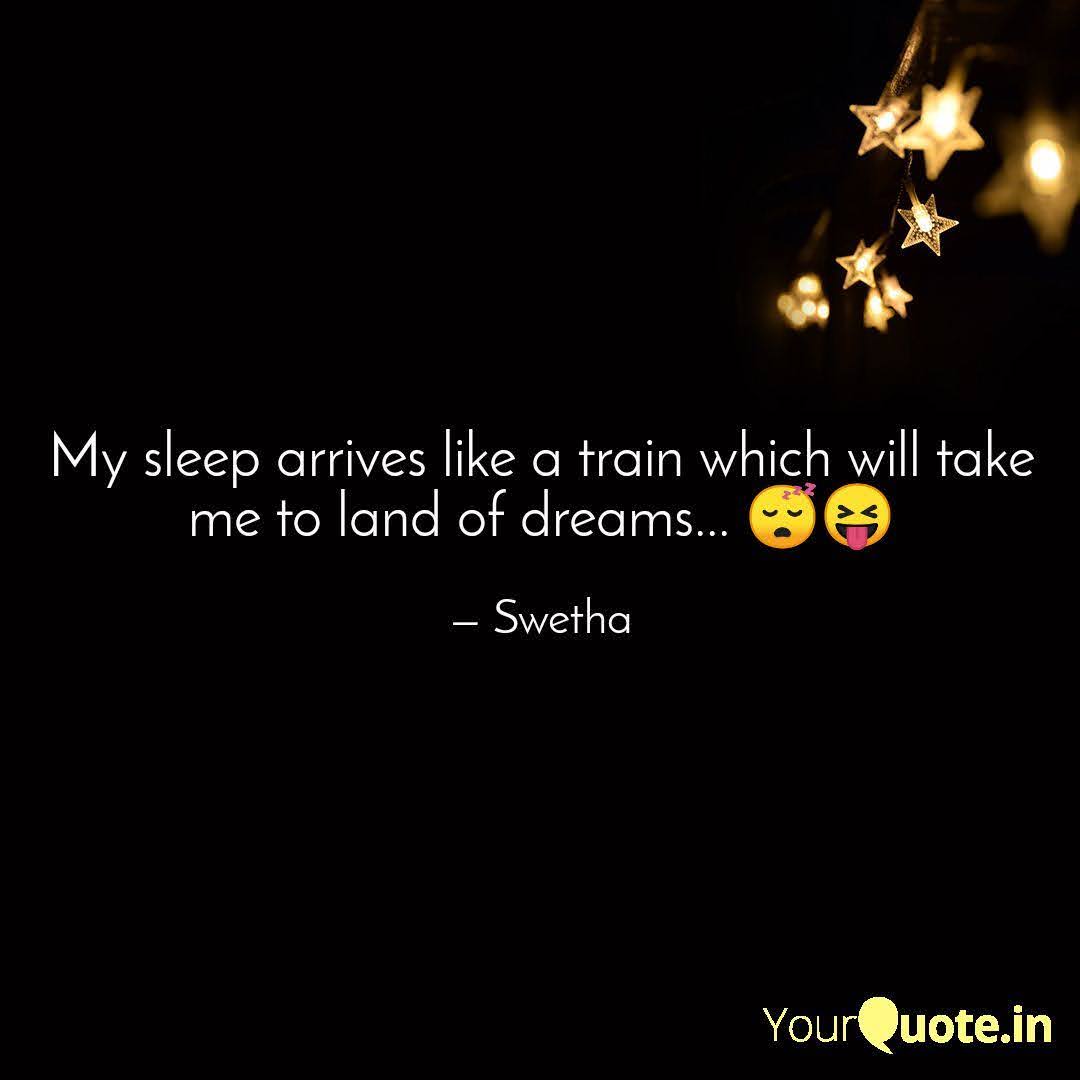 My sleep arrives like a train which will take
me to land of dreams... 😴😝
— Swetha
YourQuote.in